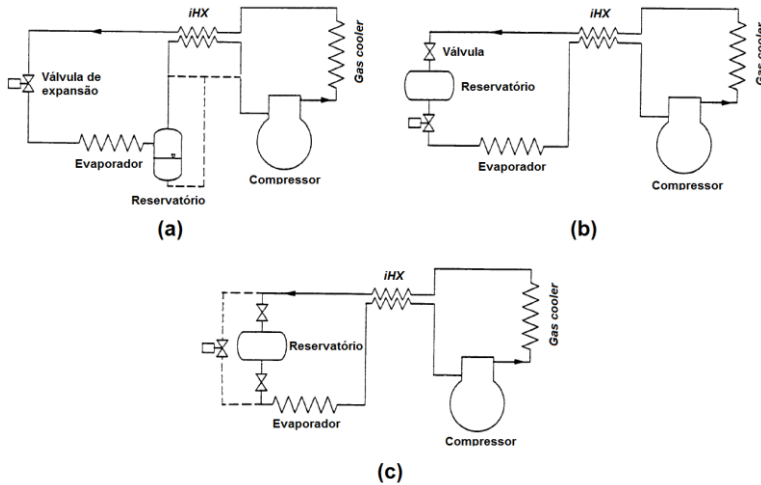 iHX
Gas cooler
Válvula de
expansão
Evaporador
Reservatório
Compressor
(a)
iHX
Gas cooler
Válvula
Reservatório
Evaporador
Compressor
(b)
iHX
Gas cooler
Reservatório
Evaporador
Compressor
(c)